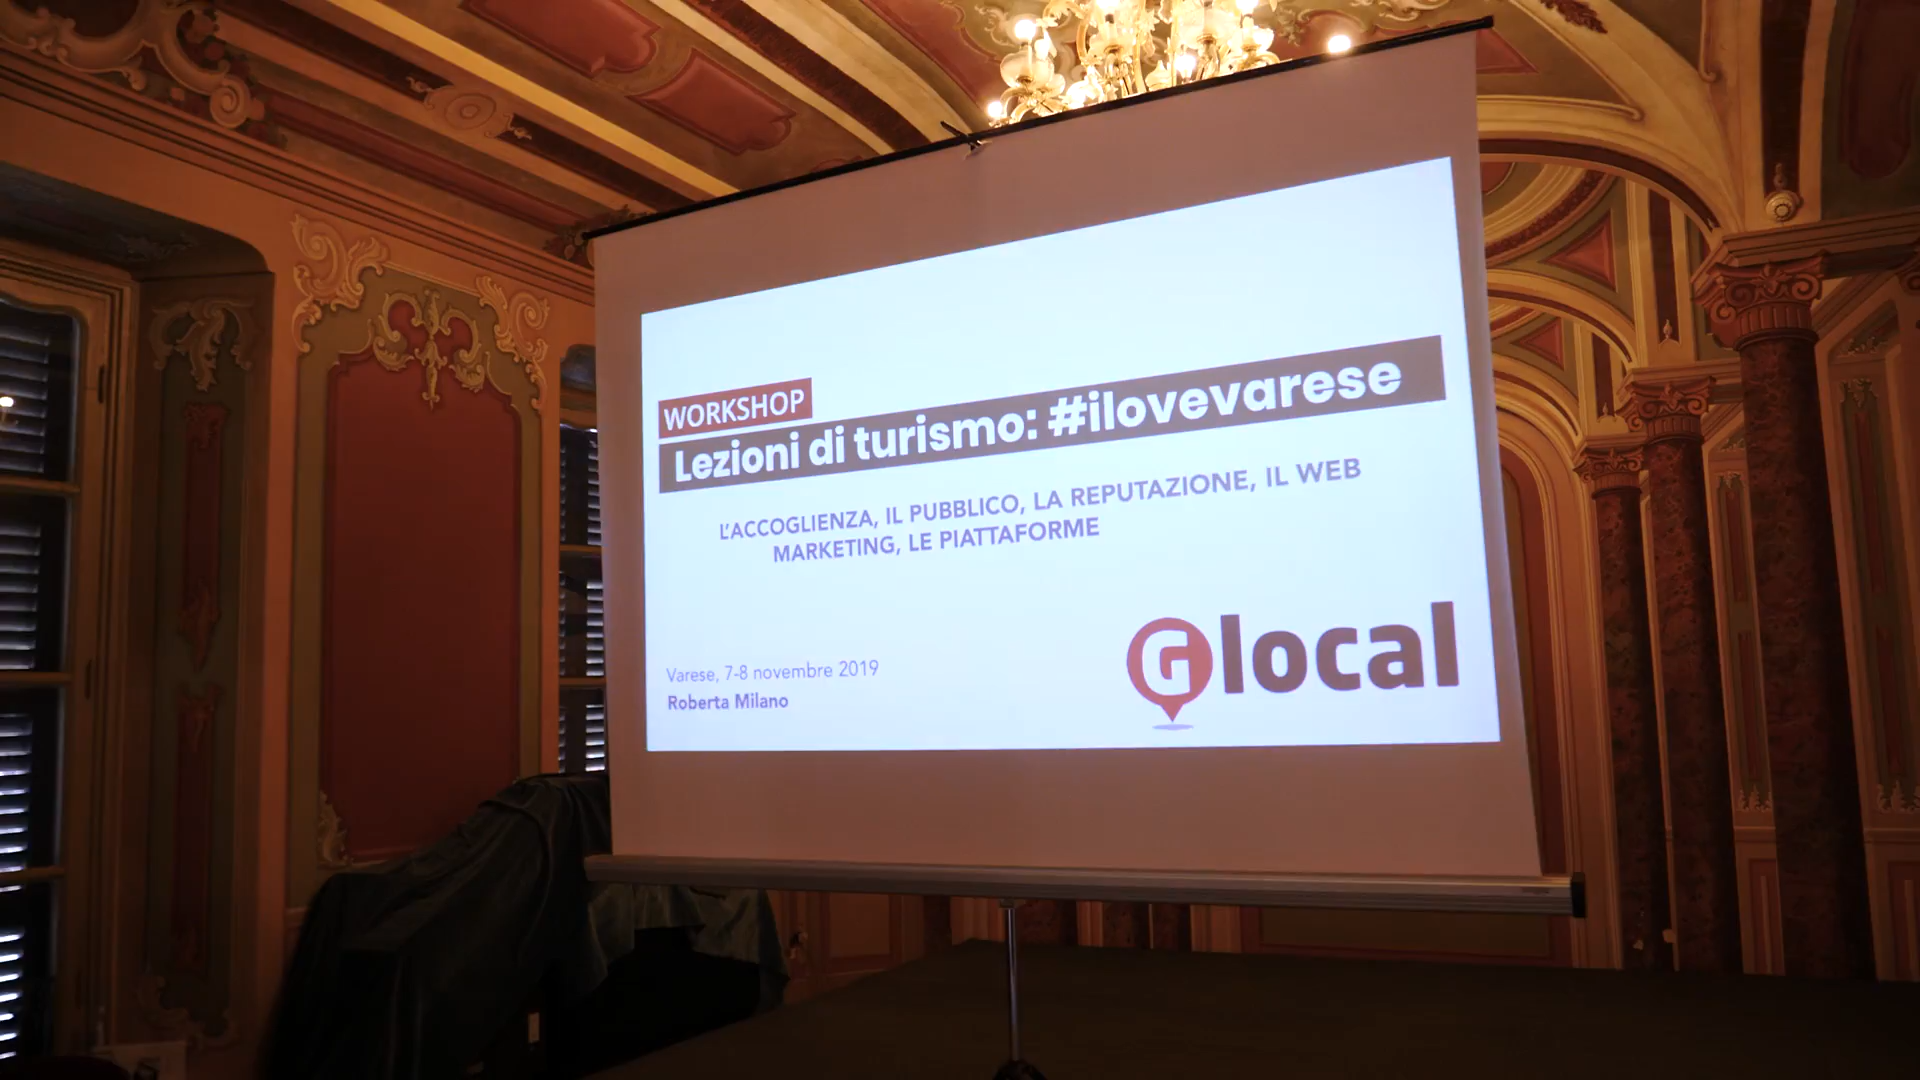 WORKSHOP
Lezioni di turismo: #ilovevarese
L'ACCOGLIENZA, IL PUBBLICO, LA REPUTAZIONE, IL WEB
MARKETING, LE PIATTAFORME
Varese, 7-8 novembre 2019
Roberta Milano
Glocal